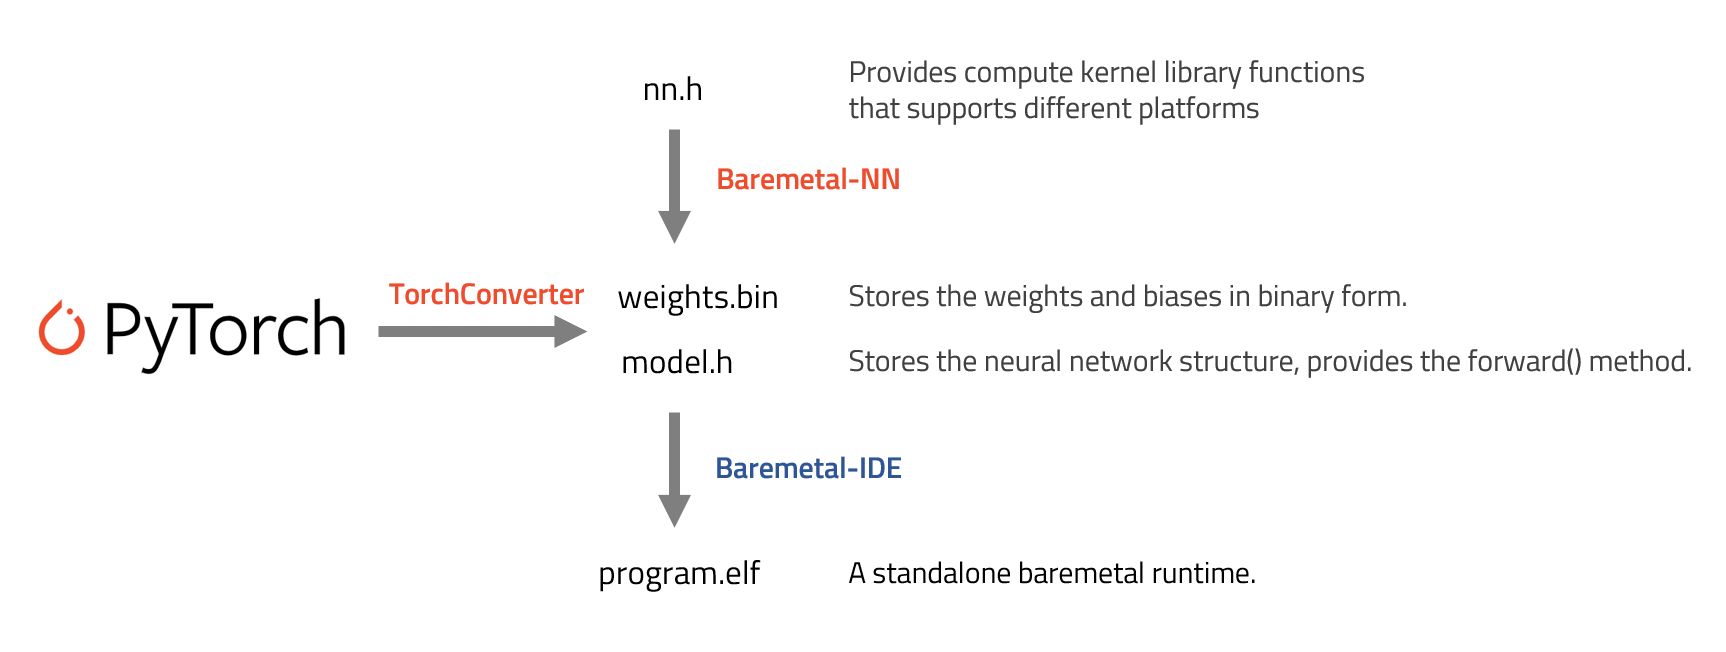 nn.h
Provides compute kernel library functions
that supports different platforms
Baremetal-NN
PyTorch
TorchConverter
weights.bin
Stores the weights and biases in binary form.
model.h
Stores the neural network structure, provides the forward() method.
Baremetal-IDE
program.elf
A standalone baremetal runtime.